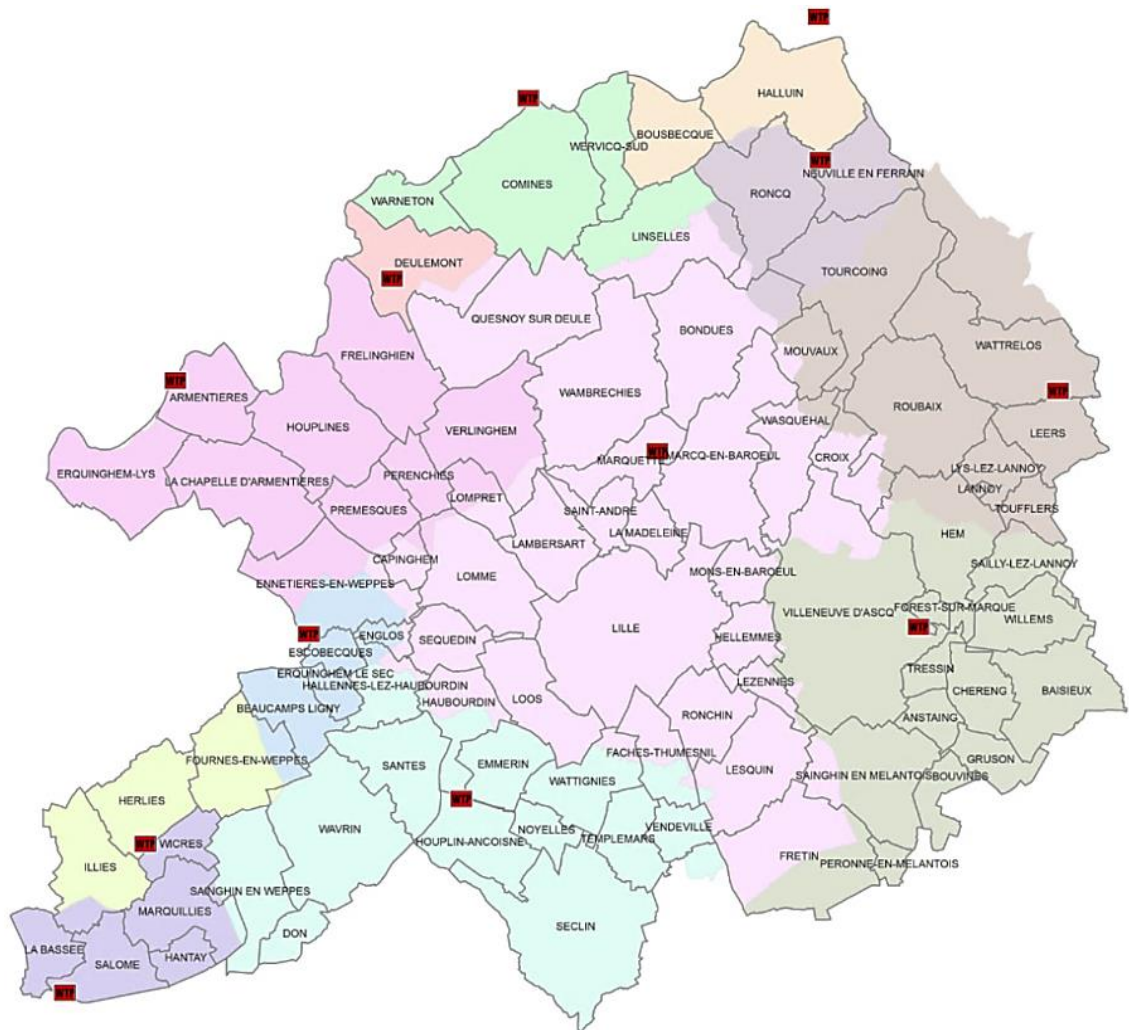 WTP
HALLUIN
WTP
BOUSBECQUE
WERVICQ-SUD
WTP
NEUVILLE EN FERRAIN
COMINES
RONCQ
WARNETON
LINSELLES
DEULEMONT
TOURCOING
WTP
QUESNOY SUR DEULE
BONDUES
WATTRELOS
MOUVAUX
FRELINGHIEN
WTP
WAMBRECHIES
WTP
ARMENTIERES
ROUBAIX
WASQUEHAL
HOUPLINES
VERLINGHEM
LEERS
WTP
MARQUETTE
MARCQ-EN-BAROEUL
CROIX
ERQUINGHEM-LYS
LA CHAPELLE D'ARMENTIERES
PERENCHIES
LYS-LEZ-LANNOY
LANNOY
LOMPRET
PREMESQUES
SAINT-ANDRE
TOUFFLERS
LA MADELEINE
HEM
LAMBERSART
CAPINGHEM
SAILLY-LEZ-LANNOY
LOMME
MONS-EN-BAROEUL
ENNETIERES-EN-WEPPES
VILLENEUVE D'ASCQ
FOREST-SUR-MARQUE
WILLEMS
WTP
LILLE
WTP
ENGLOS
SEQUEDIN
HELLEMMES
ESCOBECQUES
TRESSIN
ERQUINGHEM LE SEC
LEZENNES
HALLENNES-LEZ-HAUBOURDIN
CHERENG
BAISIEUX
HAUBOURDIN
LOOS
BEAUCAMPS LIGNY
RONCHIN
ANSTAING
FACHES-THUMESNIL
FOURNES-EN-WEPPES
GRUSON
SANTES
EMMERIN
LESQUIN
SAINGHIN EN MELANTOIS
BOUVINES
WATTIGNIES
HERLIES
WTP
WAVRIN
VENDEVILLE
NOYELLES
TEMPLEMARS
HOUPLIN-ANCOISNE
WTP
WICRES
FRETIN
PERONNE-EN-MELANTOIS
ILLIES
SAINGHIN EN WEPPES
MARQUILLIES
SECLIN
DON
LA BASSEE
HANTAY
SALOME
WTP